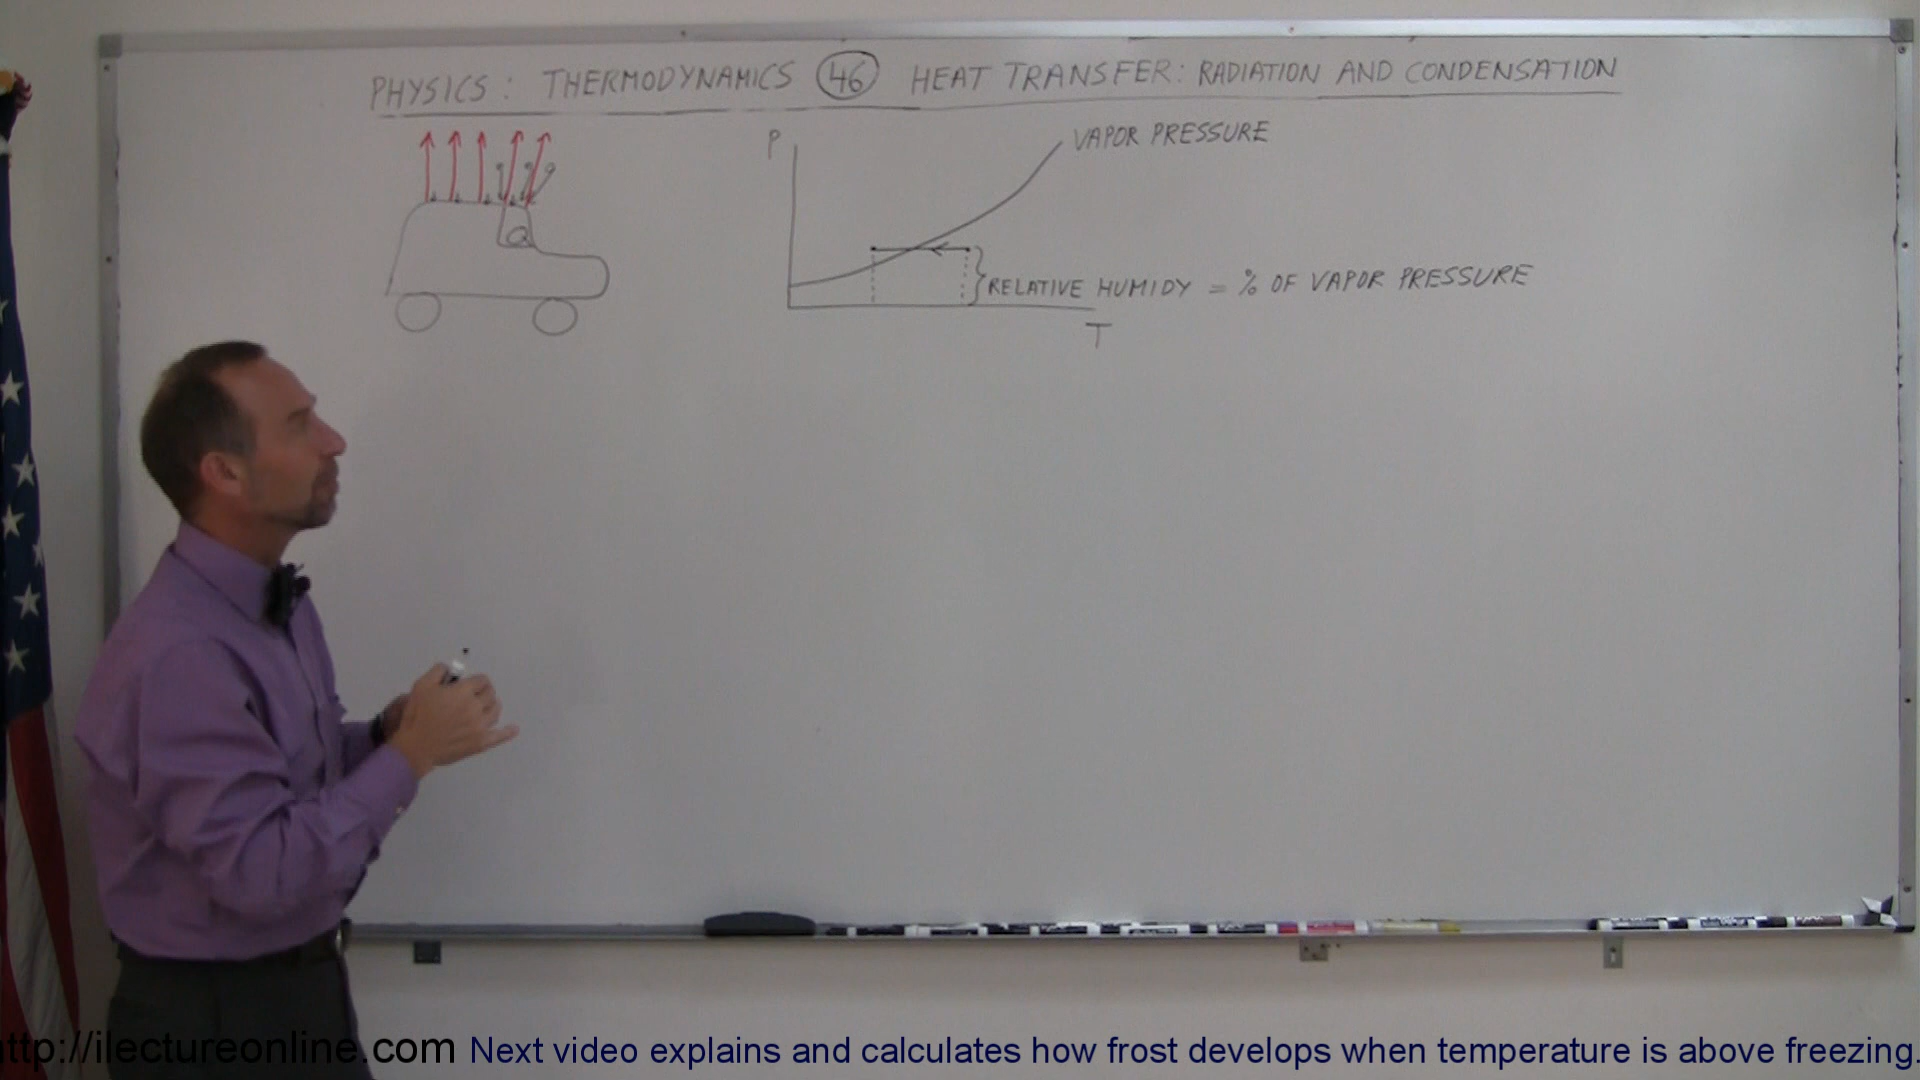 PHYSICS: THERMODYNAMICS 46 HEAT TRANSFER: RADIATION AND CONDENSATION
P
VAPOR PRESSURE
Q
RELATIVE HUMIDY = % OF VAPOR PRESSURE
T
http://ilectureonline.com Next video explains and calculates how frost develops when temperature is above freezing.